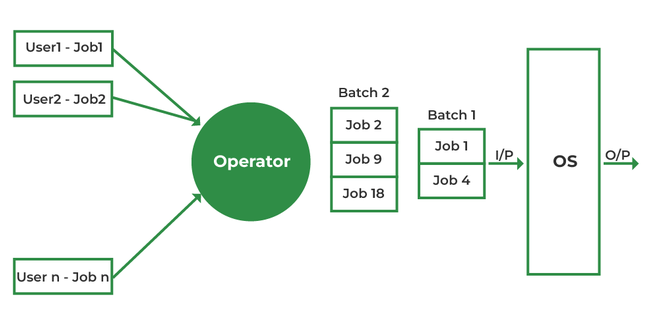 User1 - Job1
User2 - Job2
User n - Job n
Operator
Batch 2
Job 2
Job 9
Job 18
Batch 1
Job 1
Job 4
I/P
OS
O/P